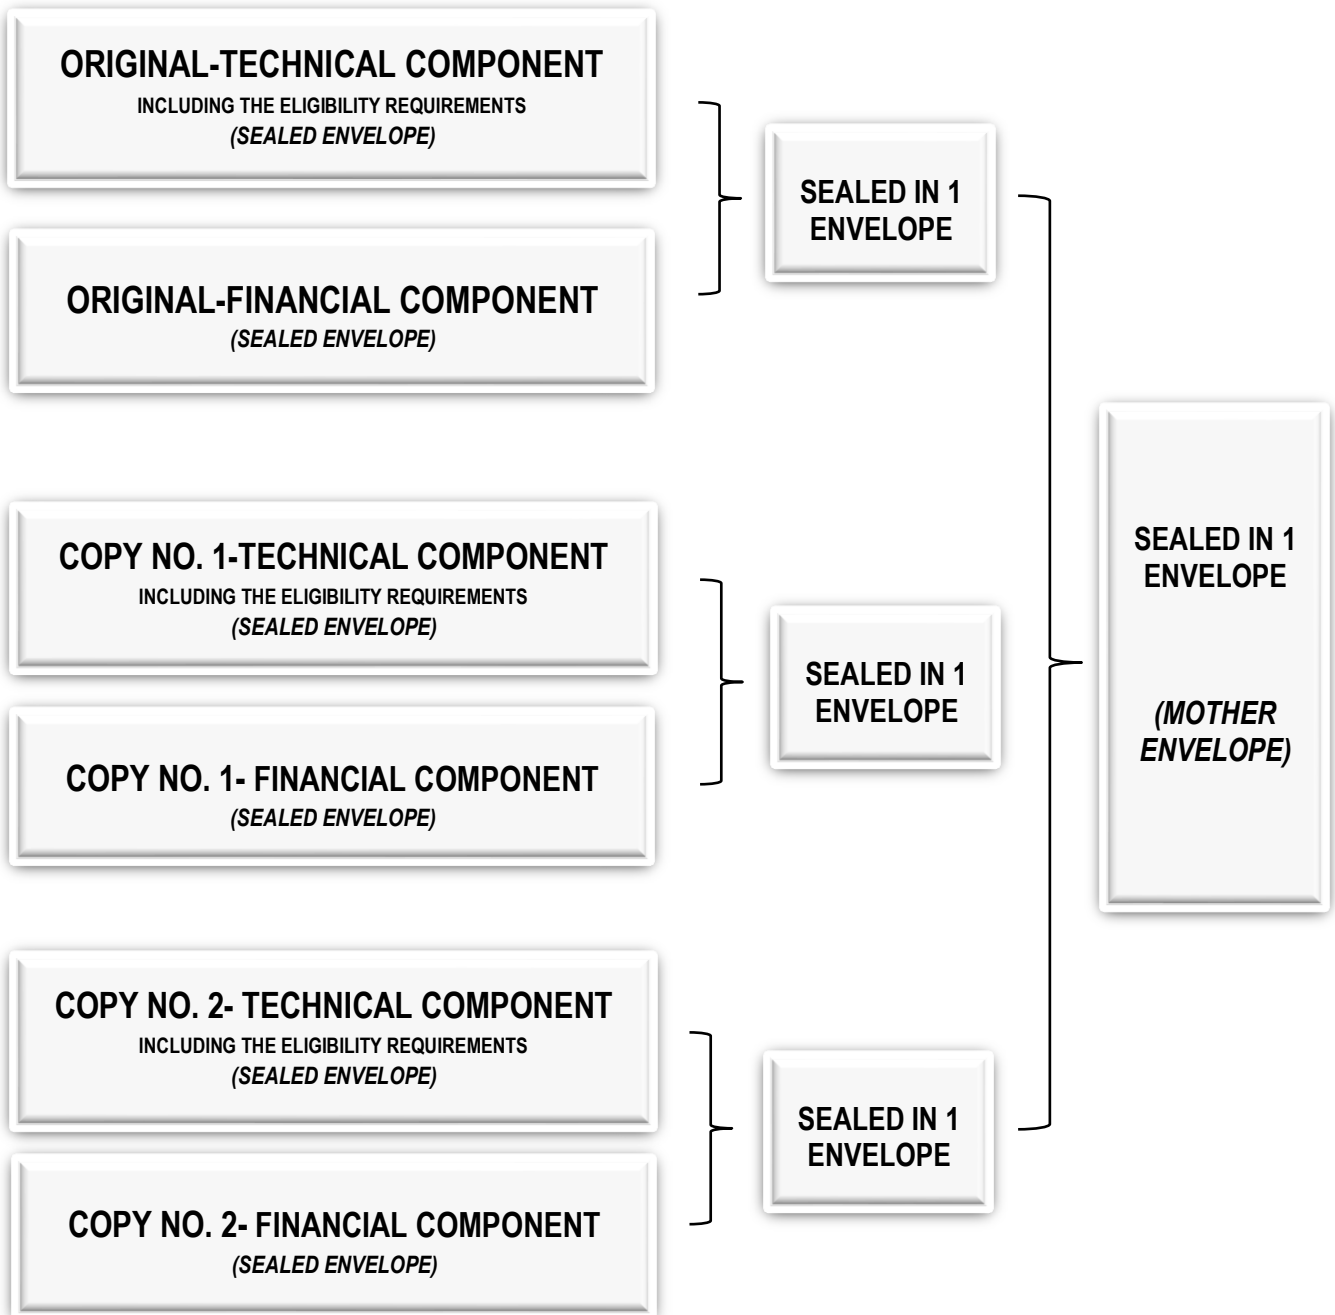 ORIGINAL-TECHNICAL COMPONENT
INCLUDING THE ELIGIBILITY REQUIREMENTS
(SEALED ENVELOPE)
ORIGINAL-FINANCIAL COMPONENT
(SEALED ENVELOPE)
SEALED IN 1
ENVELOPE
COPY NO. 1-TECHNICAL COMPONENT
INCLUDING THE ELIGIBILITY REQUIREMENTS
(SEALED ENVELOPE)
COPY NO. 1- FINANCIAL COMPONENT
(SEALED ENVELOPE)
SEALED IN 1
ENVELOPE
COPY NO. 2- TECHNICAL COMPONENT
INCLUDING THE ELIGIBILITY REQUIREMENTS
(SEALED ENVELOPE)
COPY NO. 2- FINANCIAL COMPONENT
(SEALED ENVELOPE)
SEALED IN 1
ENVELOPE
SEALED IN 1
ENVELOPE
(MOTHER
ENVELOPE)